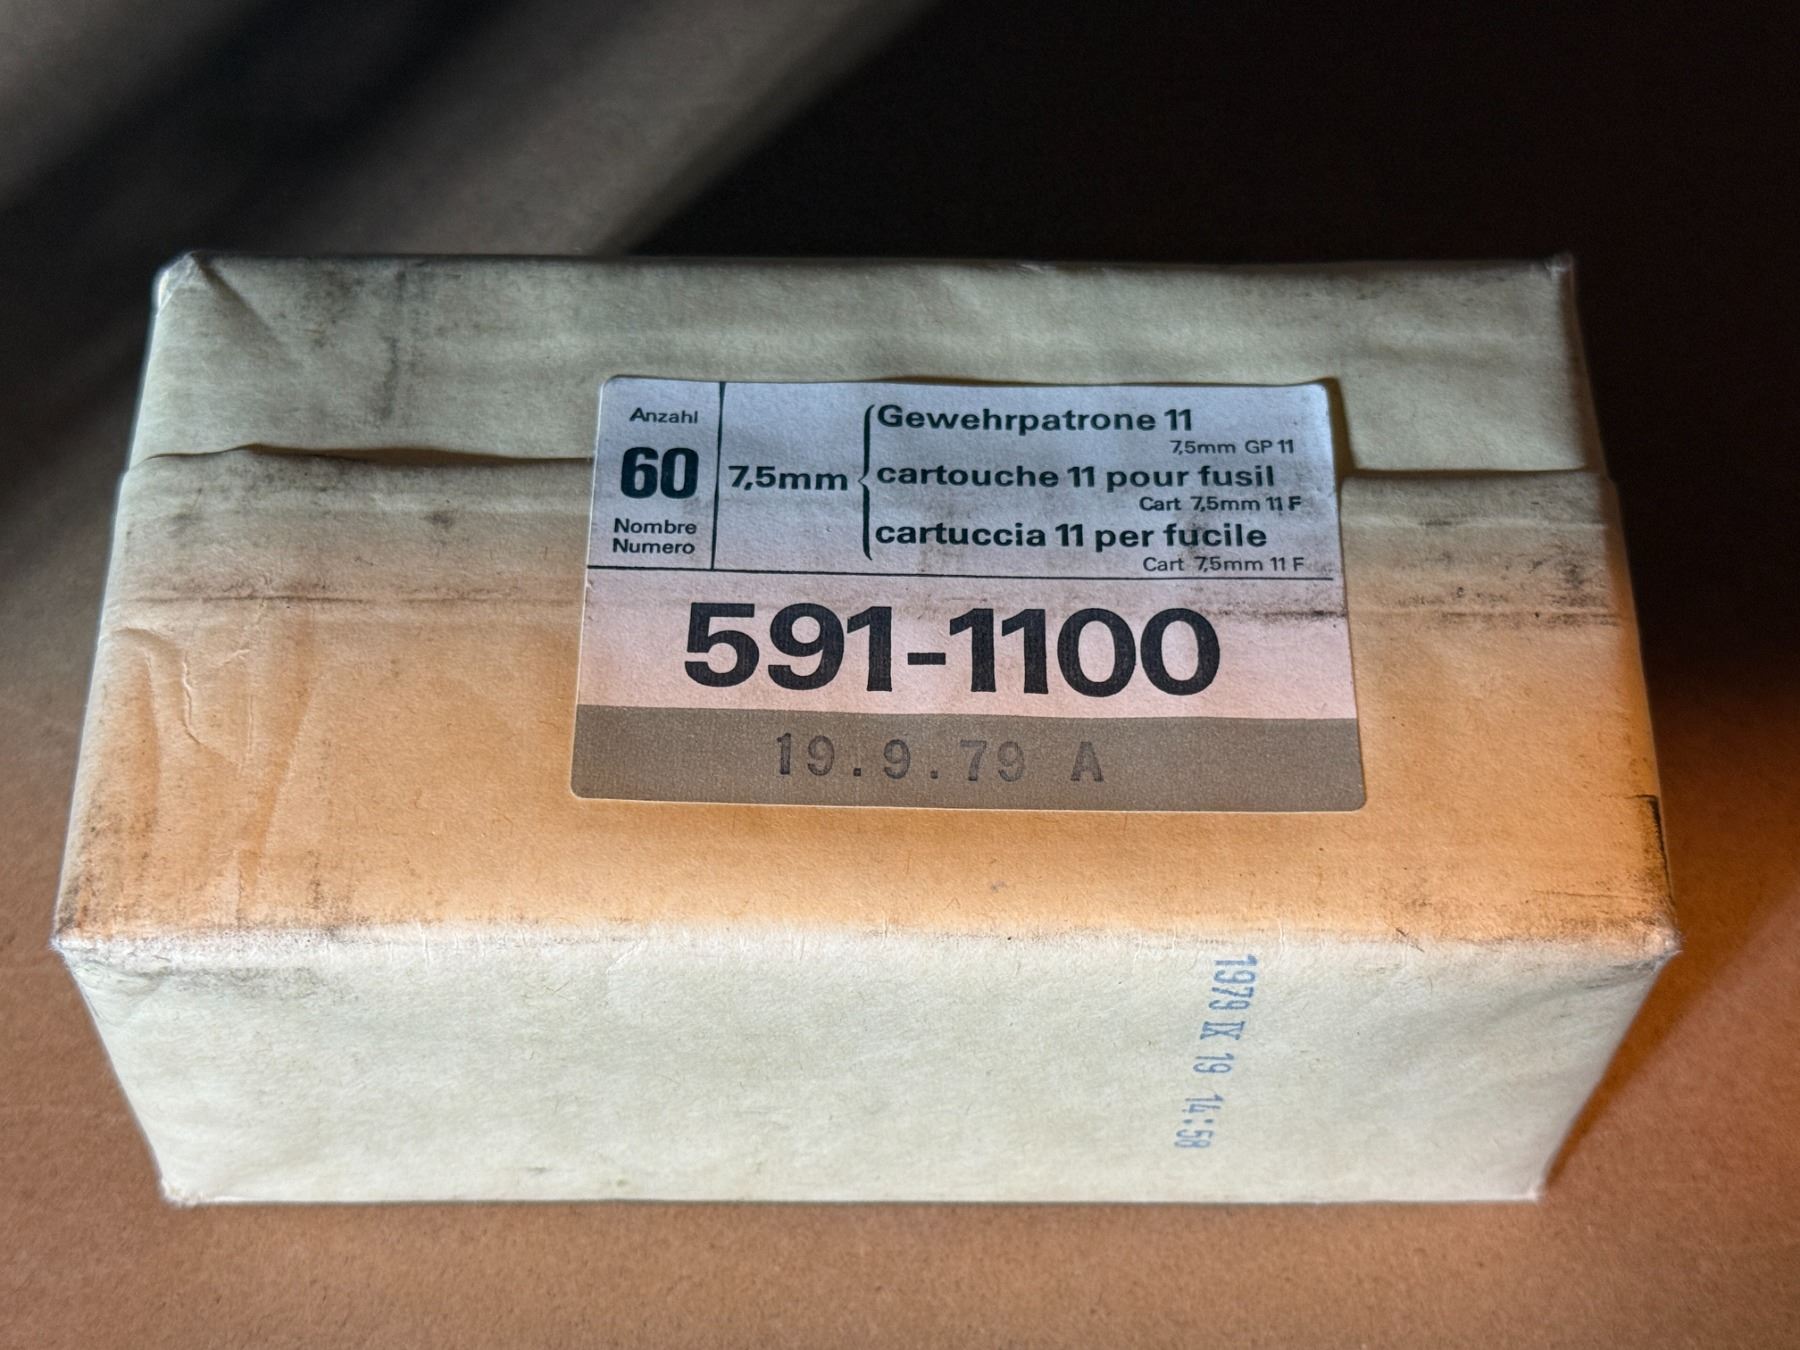 Anzahl
60
Nombre
Numero
7,5mm
Gewehrpatrone 11
7,5mm GP 11
cartouche 11 pour fusil
Cart 7,5mm 11 F
cartuccia 11 per fucile
Cart 7,5mm 11 F
591-1100
19.9.79 A
1979 IX 19 14:58